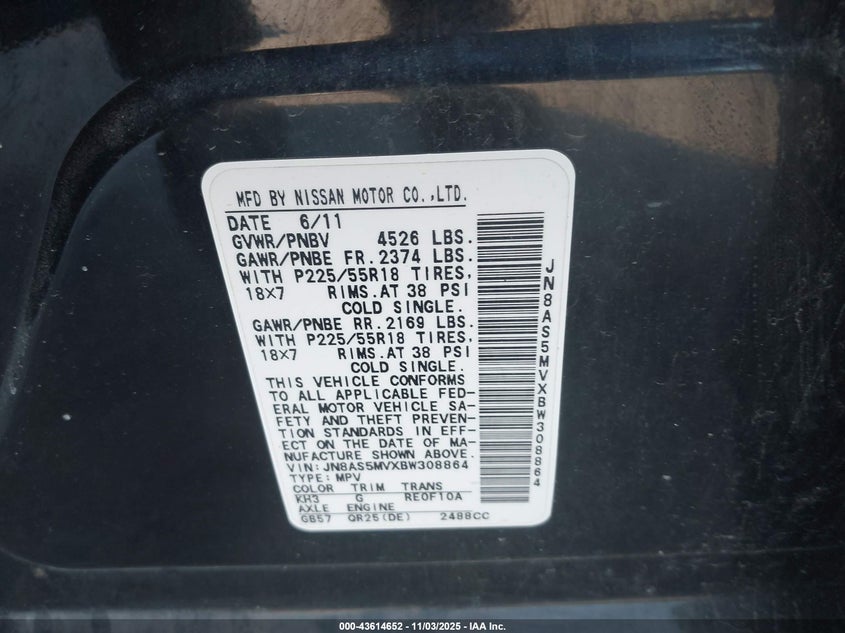 MFD BY NISSAN MOTOR CO.,LTD.
DATE 6/11
GVWR/PNBV 4526 LBS.
GAWR/PNBE FR.2374 LBS.
WITH P225/55R18 TIRES,
18X7 RIMS.AT 38 PSI
COLD SINGLE.
GAWR/PNBE RR.2169 LBS.
WITH P225/55R18 TIRES,
18X7 RIMS.AT 38 PSI
COLD SINGLE.
THIS VEHICLE CONFORMS
TO ALL APPLICABLE FED-
ERAL MOTOR VEHICLE SA-
FETY AND THEFT PREVEN-
TION STANDARDS IN EFF-
ECT ON THE DATE OF MA-
NUFACTURE SHOWN ABOVE.
VIN:JN8AS5MVXBW308864
TYPE:MPV
COLOR TRIM TRANS
KH3 G RE0F10A
AXLE ENGINE
GB57 QR25(DE) 2488CC
JN8AS5MVXBW308864
000-43614652 - 11/03/2025 - IAA Inc.